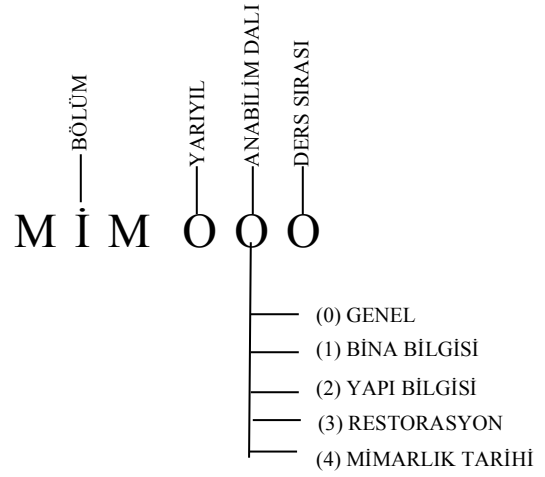 BÖLÜM
YARIYIL
ANABİLİM DALI
DERS SIRASI
M İ M O O O
(0) GENEL
(1) BİNA BİLGİSİ
(2) YAPI BİLGİSİ
(3) RESTORASYON
(4) MİMARLIK TARİHİ